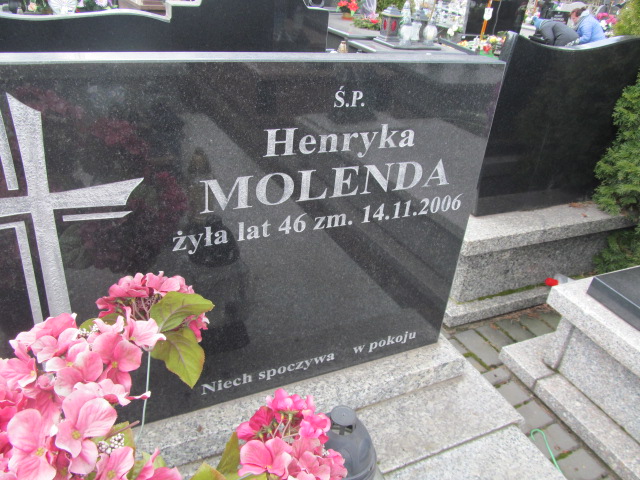 Ś.P.
Henryka
MOLENDA
żyła lat 46 zm. 14.11.2006
Niech spoczywa w pokoju